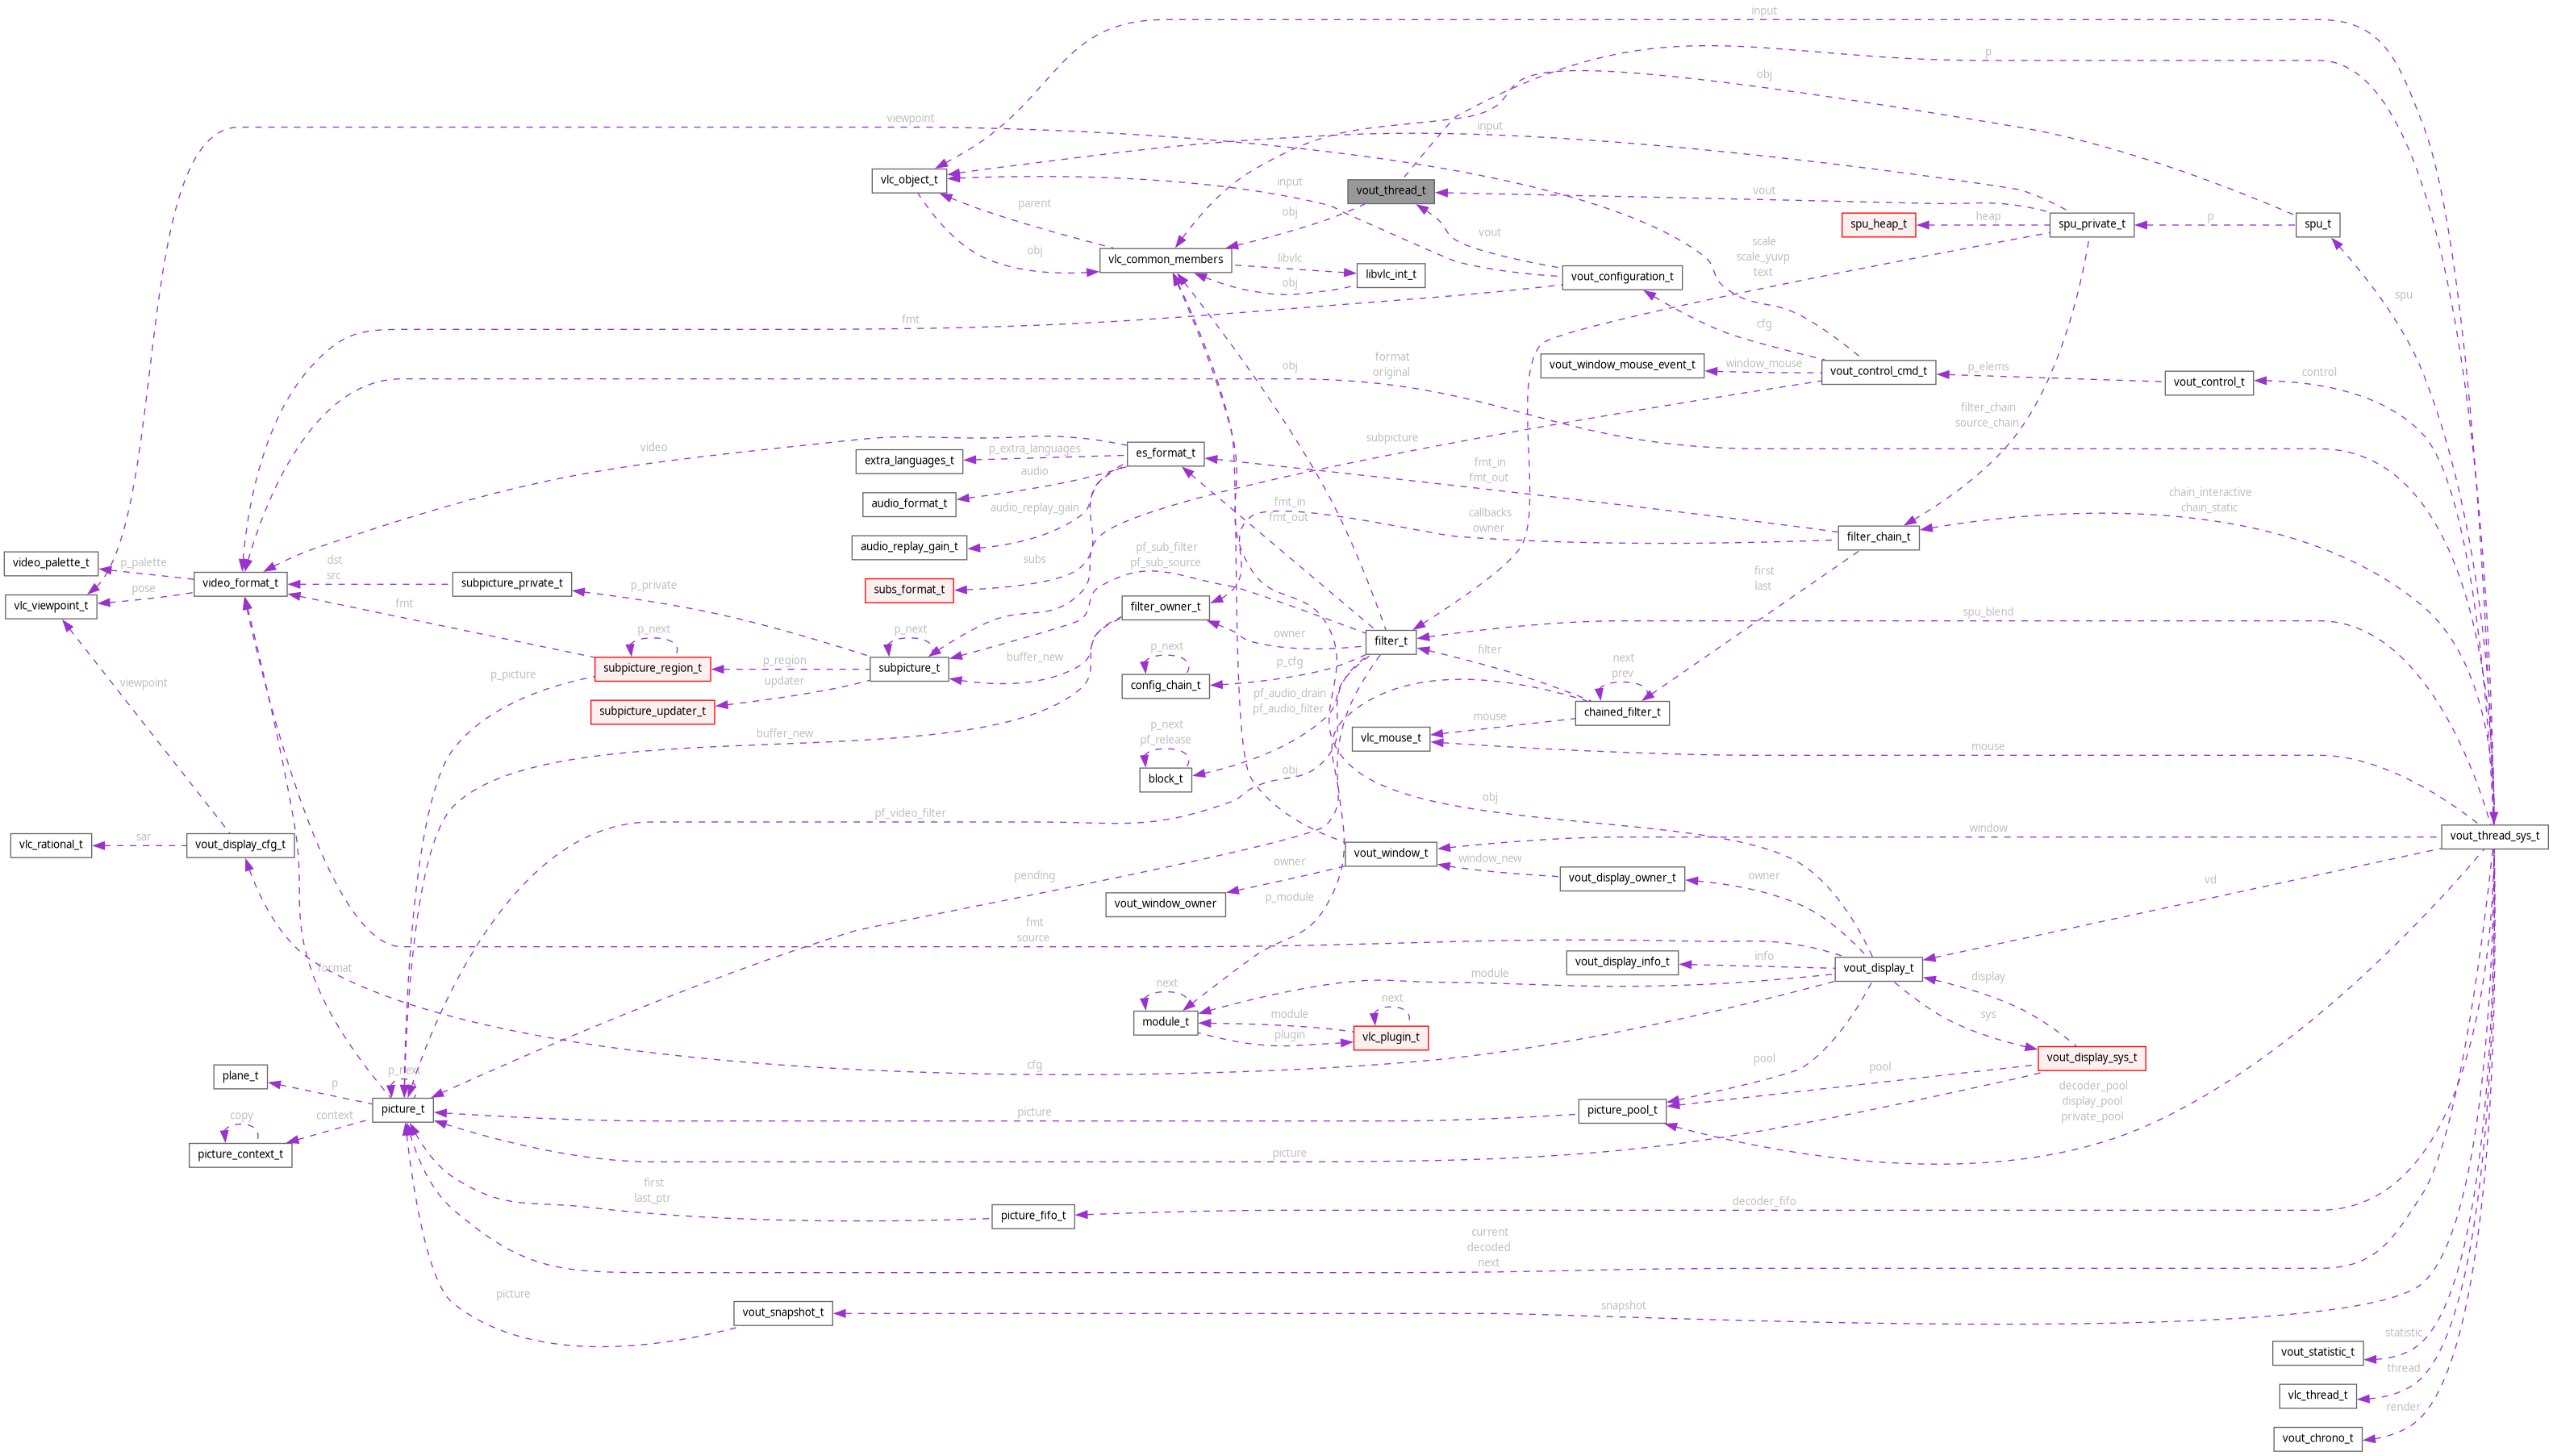 input
p
obj
viewpoint
input
vlc_object_t
input
vout_thread_t
vout
parent
obj
vout
spu_heap_t
heap
spu_private_t
p
spu_t
obj
vlc_common_members
libvlc
obj
libvlc_int_t
vout_configuration_t
scale
scale_yuvp
text
spu
fmt
cfg
obj
format
original
vout_window_mouse_event_t
window_mouse
vout_control_cmd_t
p_elems
vout_control_t
control
filter_chain
source_chain
video
subpicture
es_format_t
p_extra_languages
extra_languages_t
audio
audio_format_t
audio_replay_gain
audio_replay_gain_t
fmt_in
fmt_out
fmt_in
fmt_out
callbacks
owner
chain_interactive
chain_static
filter_chain_t
video_palette_t
p_palette
video_format_t
dst
src
subpicture_private_t
p_private
subs
subs_format_t
pf_sub_filter
pf_sub_source
first
last
vlc_viewpoint_t
pose
fmt
filter_owner_t
spu_blend
p_next
subpicture_region_t
p_region
p_next
subpicture_t
buffer_new
owner
filter_t
filter
p_next
p_cfg
config_chain_t
next
prev
viewpoint
p_picture
updater
subpicture_updater_t
pf_audio_drain
pf_audio_filter
chained_filter_t
buffer_new
p_next
pf_release
mouse
vlc_mouse_t
mouse
block_t
obj
obj
pf_video_filter
vlc_rational_t
sar
vout_display_cfg_t
window
vout_thread_sys_t
vout_window_t
window_new
vout_display_owner_t
owner
vd
pending
owner
vout_window_owner
p_module
fmt
source
format
vout_display_info_t
info
vout_display_t
module
display
next
module_t
module
plugin
next
vlc_plugin_t
sys
vout_display_sys_t
cfg
pool
pool
plane_t
p
p_next
picture_t
decoder_pool
display_pool
private_pool
picture
picture_pool_t
copy
context
picture_context_t
picture
first
last_ptr
picture_fifo_t
decoder_fifo
current
decoded
next
picture
vout_snapshot_t
snapshot
statistic
vout_statistic_t
thread
vlc_thread_t
render
vout_chrono_t